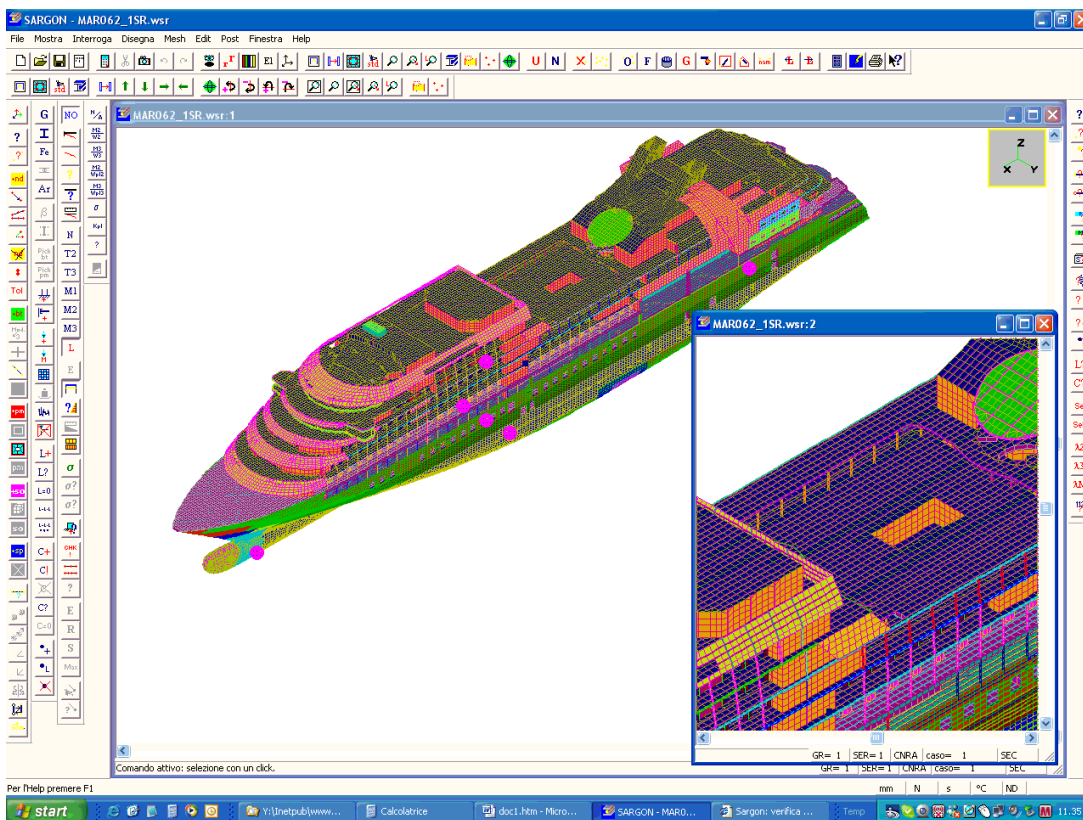 SARGON - MAR062_1SR.wsr
File Mostra Interroga Disegna Mesh Edit Post Finestra Help
MAR062_1SR.wsr:1
Z
X Y
MAR062_1SR.wsr:2
G NO
Fe
Ar
N
T2
T3
Tol M1
M2
M3
L
E
L+
L?
L=0
C+
C!
C?
C=0
E
R
S
Max
GR= 1 SER= 1 CNRA caso= 1 SEC
Comando attivo: selezione con un click.
GR= 1 SER= 1 CNRA caso= 1 SEC
Per l'Help premere F1
mm N s °C ND
start
Y:\Inetpub\www...
Calcolatrice
doc1.htm - Micro...
SARGON - MAR0...
Sargon: verifica ...
Temp
11.35